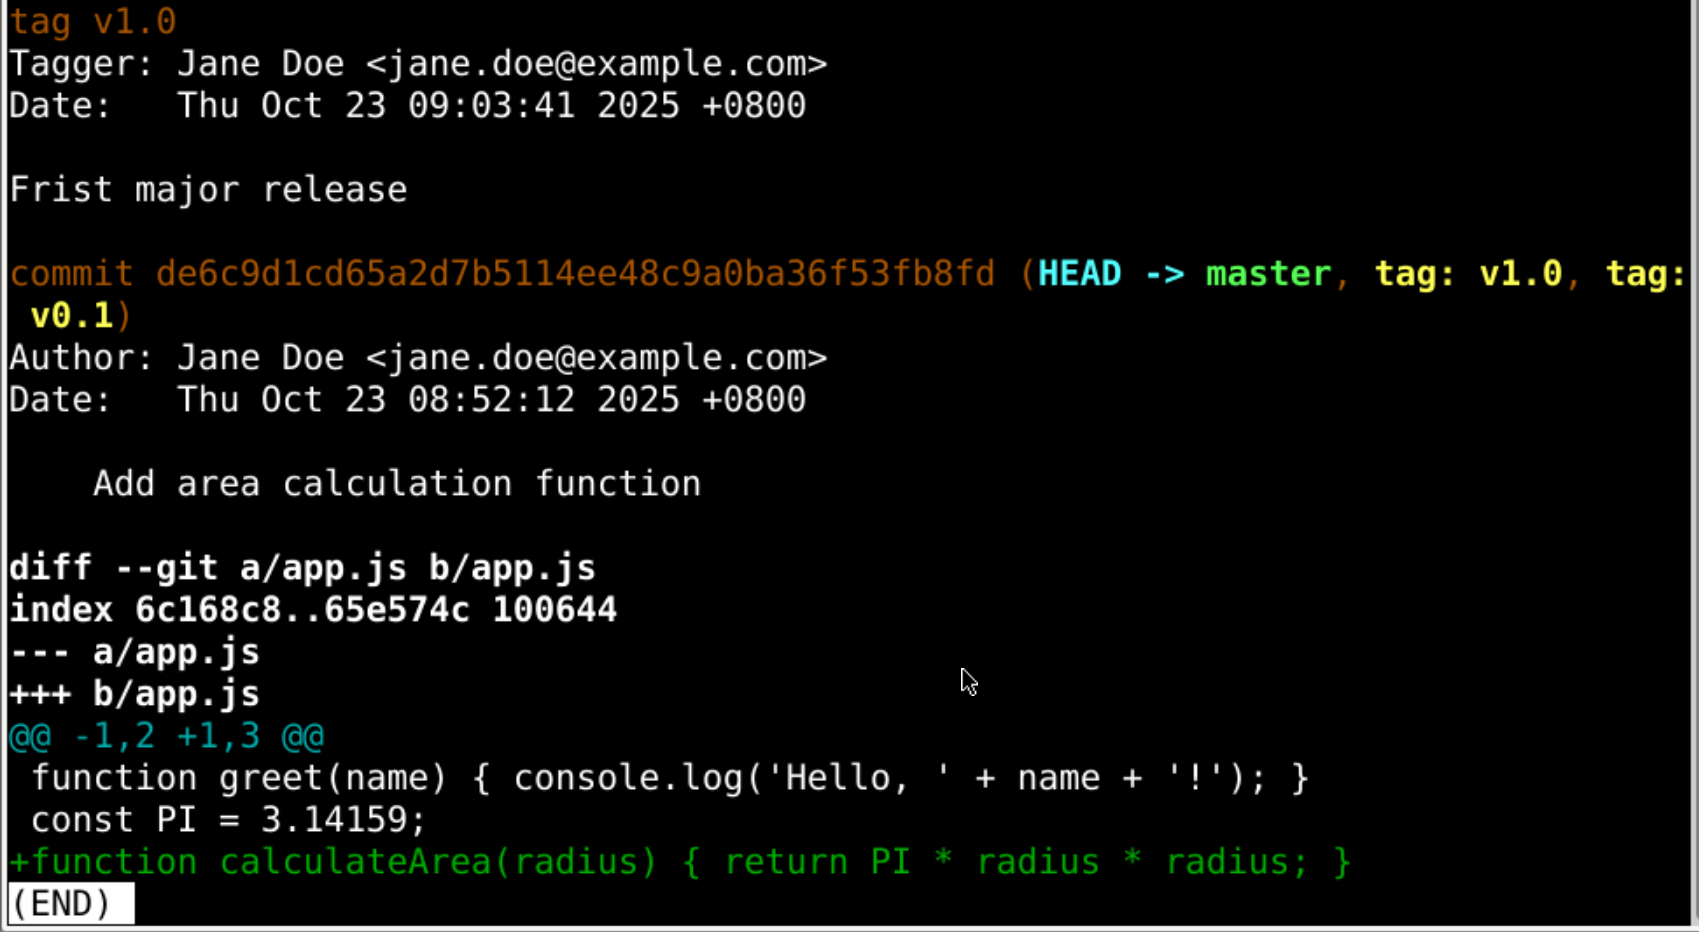 tag v1.0
Tagger: Jane Doe <jane.doe@example.com>
Date:   Thu Oct 23 09:03:41 2025 +0800

Frist major release

commit de6c9d1cd65a2d7b5114ee48c9a0ba36f53fb8fd (HEAD -> master, tag: v1.0, tag:
 v0.1)
Author: Jane Doe <jane.doe@example.com>
Date:   Thu Oct 23 08:52:12 2025 +0800

    Add area calculation function

diff --git a/app.js b/app.js
index 6c168c8..65e574c 100644
--- a/app.js
+++ b/app.js
@@ -1,2 +1,3 @@
 function greet(name) { console.log('Hello, ' + name + '!'); }
 const PI = 3.14159;
+function calculateArea(radius) { return PI * radius * radius; }
(END)